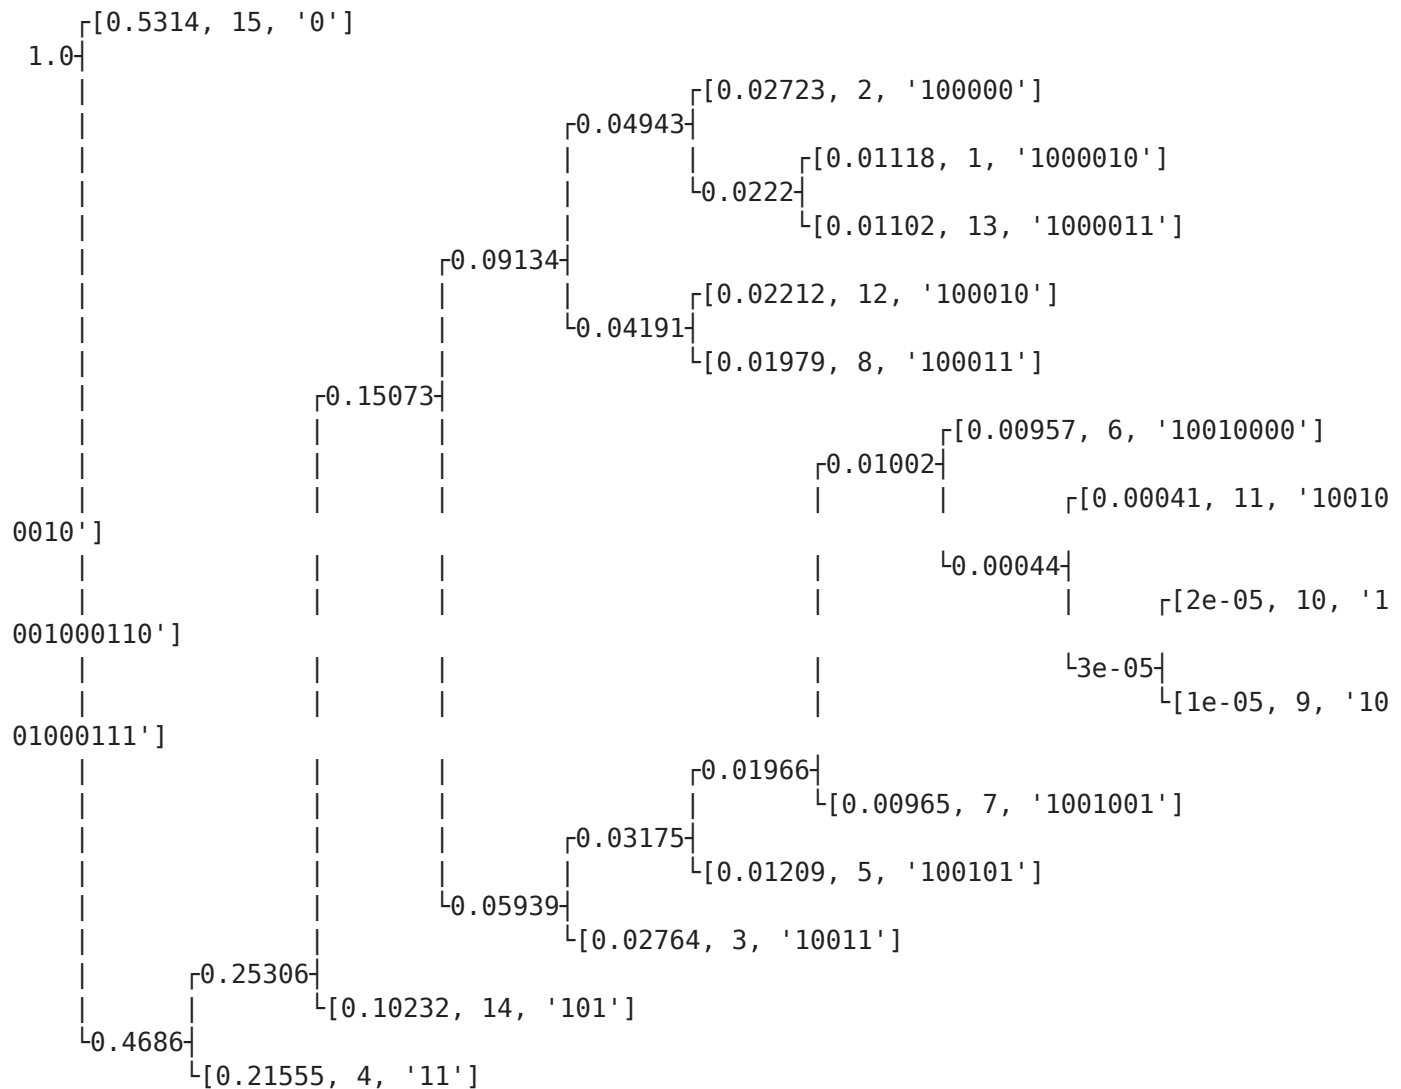 ┌[0.5314, 15, '0']
1.0┤
|                                      ┌[0.02723, 2, '100000']
|                              ┌0.04943┤
|                              |       |      ┌[0.01118, 1, '1000010']
|                              |       └0.0222┤
|                              |              └[0.01102, 13, '1000011']
|                      ┌0.09134┤
|                      |       |       ┌[0.02212, 12, '100010']
|                      |       └0.04191┤
|                      |               └[0.01979, 8, '100011']
|              ┌0.15073┤
|              |       |                               ┌[0.00957, 6, '10010000']
|              |       |                       ┌0.01002┤
|              |       |                       |       |       ┌[0.00041, 11, '10010
0010']
|              |       |                       |       └0.00044┤
|              |       |                       |               |     ┌[2e-05, 10, '1
001000110']
|              |       |                       |               └3e-05┤
|              |       |                       |                     └[1e-05, 9, '10
01000111']
|              |       |               ┌0.01966┤
|              |       |               |       └[0.00965, 7, '1001001']
|              |       |       ┌0.03175┤
|              |       |       |       └[0.01209, 5, '100101']
|              |       └0.05939┤
|              |               └[0.02764, 3, '10011']
|      ┌0.25306┤
|      |       └[0.10232, 14, '101']
└0.4686┤
└[0.21555, 4, '11']